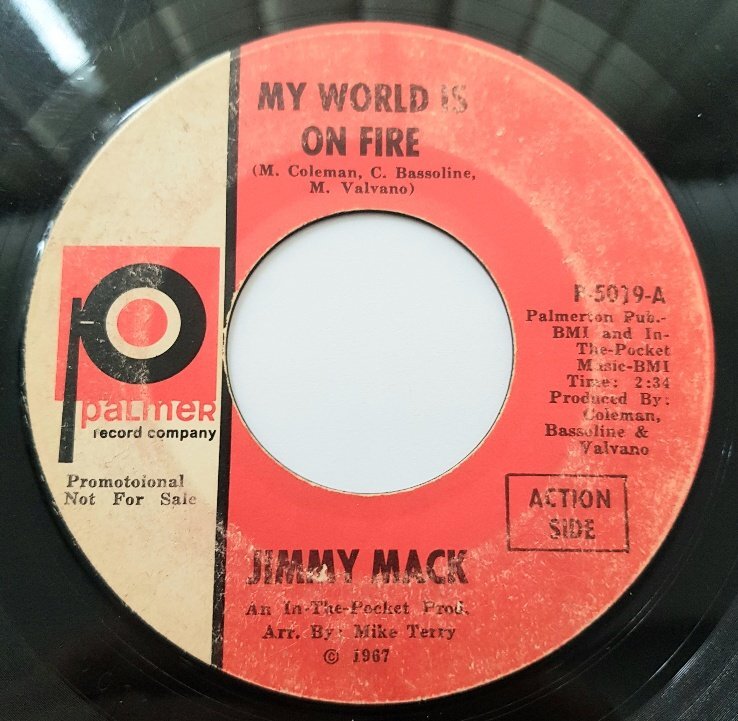 MY WORLD IS
ON FIRE
(M. Coleman, C. Bassoline,
M. Valvano)
P-5019-A
Palmerton Pub.-
BMI and In-
The-Pocket
Music-BMI
Time: 2:34
Produced By:
Coleman,
Bassoline &
Valvano
palmer
record company
Promotoional
Not For Sale
ACTION
SIDE
JIMMY MACK
An In-The-Pocket Prod.
Arr. By: Mike Terry
© 1967